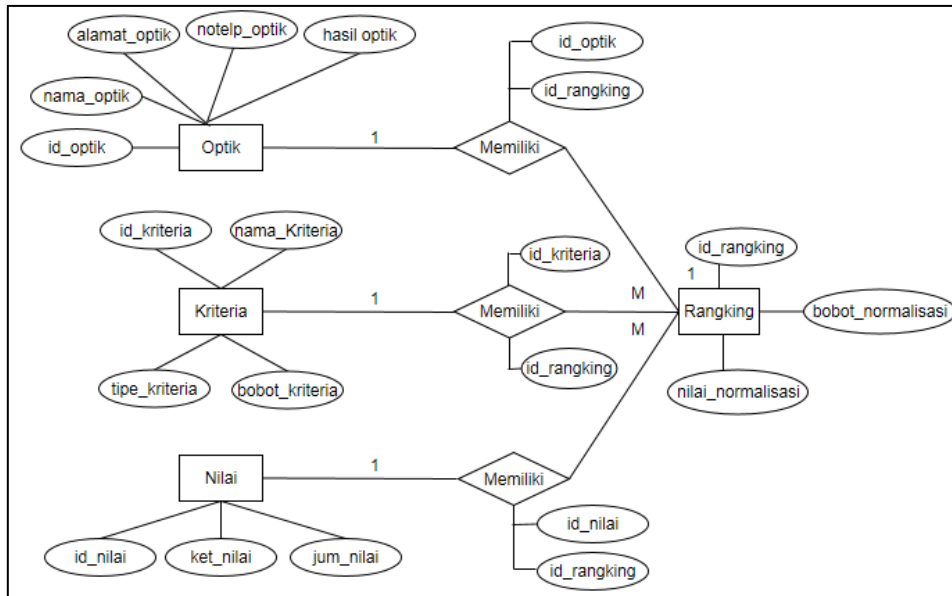 alamat_optik
notelp_optik
hasil optik
nama_optik
id_optik
Optik
1
Memiliki
id_optik
id_rangking
id_kriteria
nama_Kriteria
Kriteria
1
Memiliki
id_kriteria
id_rangking
tipe_kriteria
bobot_kriteria
M
M
1
id_rangking
Rangking
bobot_normalisasi
nilai_normalisasi
Nilai
1
Memiliki
id_nilai
ket_nilai
jum_nilai
id_nilai
id_rangking